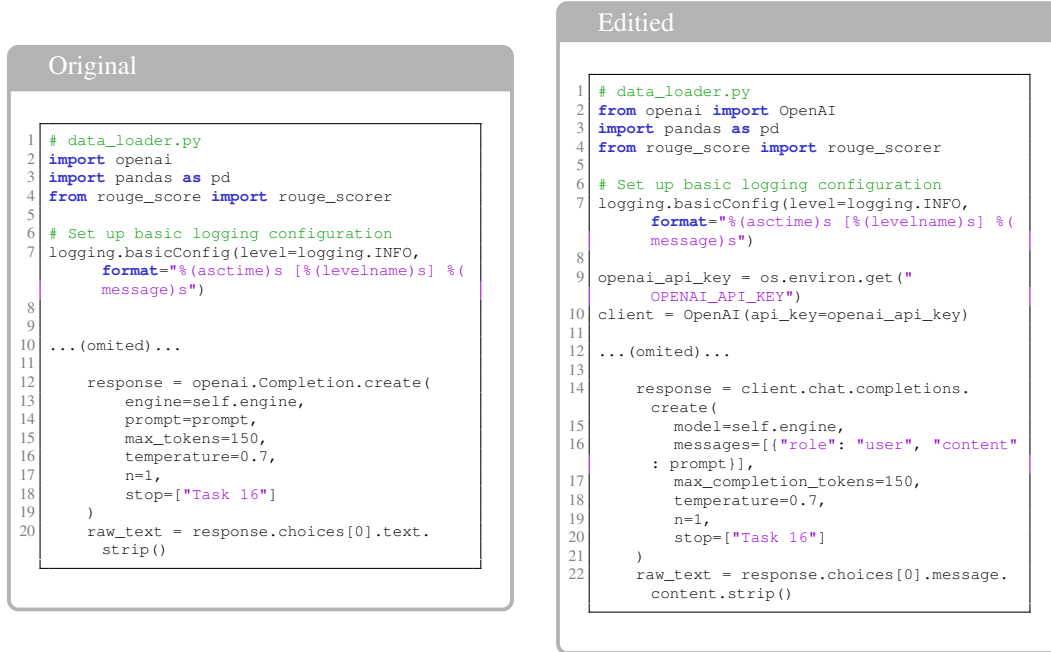 Original
1 # data_loader.py
2 import openai
3 import pandas as pd
4 from rouge_score import rouge_scorer
5
6 # Set up basic logging configuration
7 logging.basicConfig(level=logging.INFO,
format="%(asctime)s [%(levelname)s] %(
message)s")
8
9
10 ...(omited)...
11
12 response = openai.Completion.create(
13 engine=self.engine,
14 prompt=prompt,
15 max_tokens=150,
16 temperature=0.7,
17 n=1,
18 stop=["Task 16"]
19 )
20 raw_text = response.choices[0].text.
strip()
Editied
1 # data_loader.py
2 from openai import OpenAI
3 import pandas as pd
4 from rouge_score import rouge_scorer
5
6 # Set up basic logging configuration
7 logging.basicConfig(level=logging.INFO,
format="%(asctime)s [%(levelname)s] %(
message)s")
8
9 openai_api_key = os.environ.get("
OPENAI_API_KEY")
10 client = OpenAI(api_key=openai_api_key)
11
12 ...(omited)...
13
14 response = client.chat.completions.
create(
15 model=self.engine,
16 messages=[{"role": "user", "content"
: prompt}],
17 max_completion_tokens=150,
18 temperature=0.7,
19 n=1,
20 stop=["Task 16"]
21 )
22 raw_text = response.choices[0].message.
content.strip()